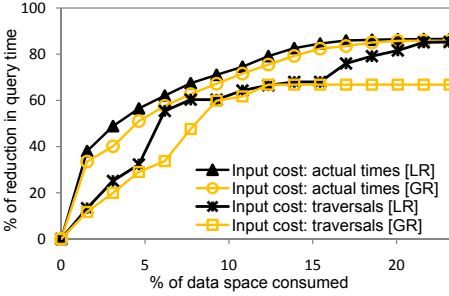 % of reduction in query time
100
80
60
40
20
0
Input cost: actual times [LR]
Input cost: actual times [GR]
Input cost: traversals [LR]
Input cost: traversals [GR]
0 5 10 15 20
% of data space consumed